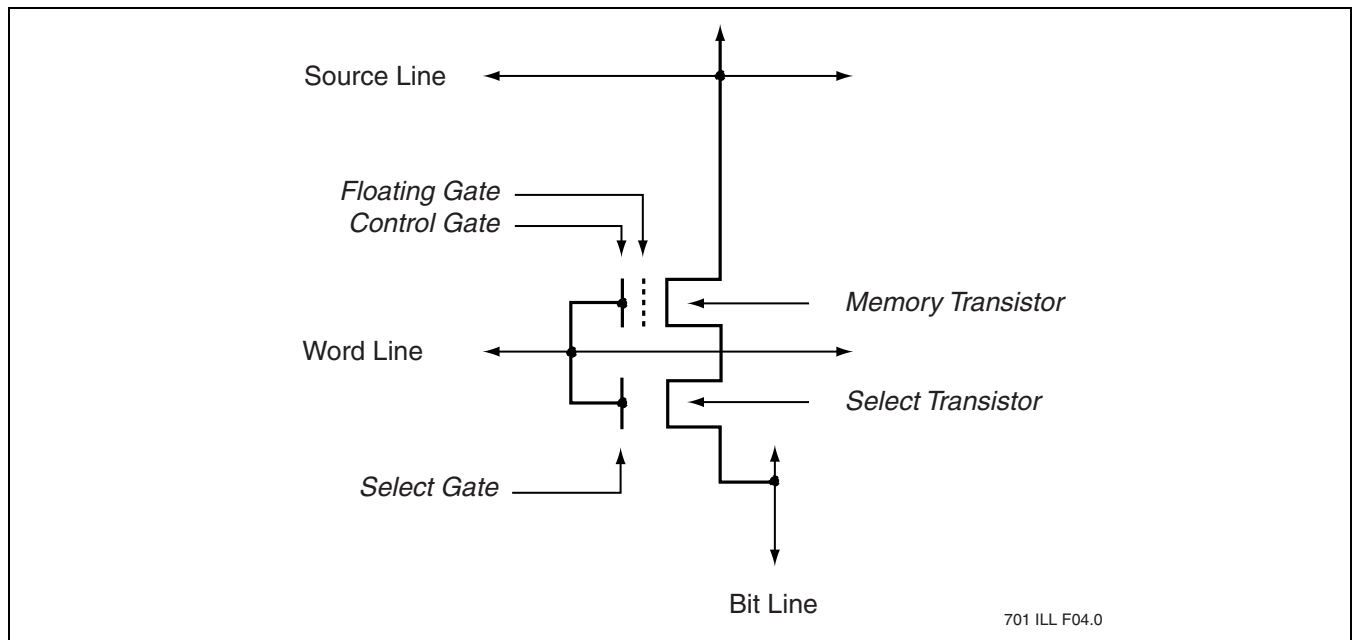 Source Line
Floating Gate
Control Gate
Memory Transistor
Word Line
Select Transistor
Select Gate
Bit Line
701 ILL F04.0